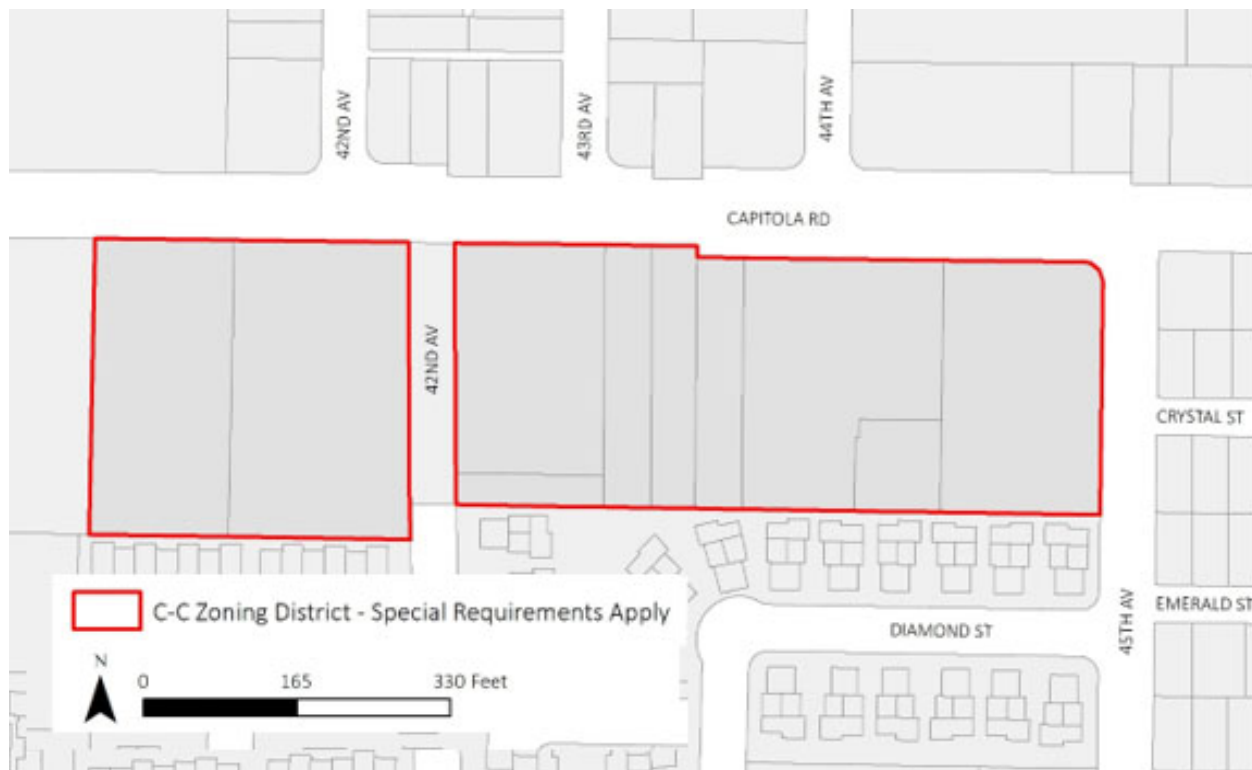 42ND AV
43RD AV
44TH AV
CAPITOLA RD
42ND AV
CRYSTAL ST
EMERALD ST
45TH AV
DIAMOND ST
C-C Zoning District - Special Requirements Apply
N
0 165 330 Feet